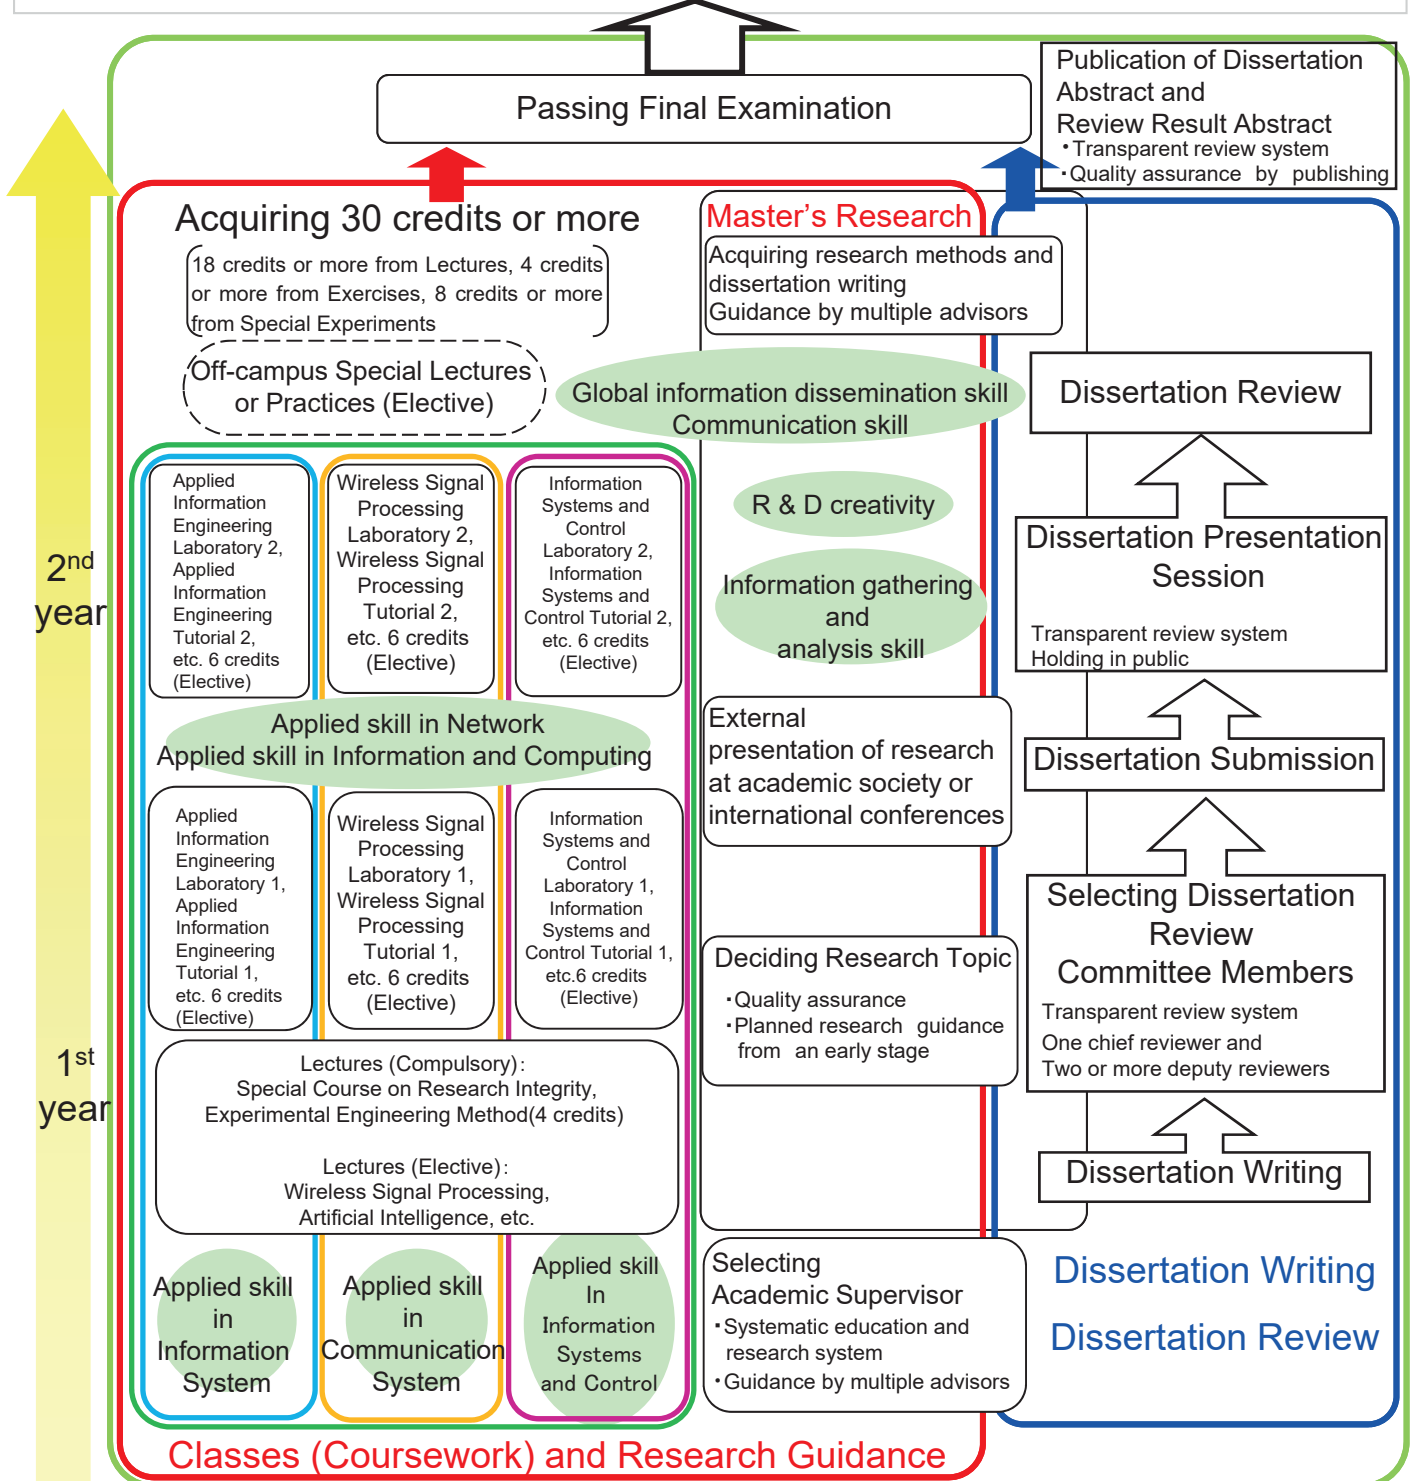 Passing Final Examination
Publication of Dissertation
Abstract and
Review Result Abstract
・Transparent review system
・Quality assurance by publishing
2nd
year
1st
year
Acquiring 30 credits or more
18 credits or more from Lectures, 4 credits
or more from Exercises, 8 credits or more
from Special Experiments
Off-campus Special Lectures
or Practices (Elective)
Master's Research
Acquiring research methods and
dissertation writing
Guidance by multiple advisors
Global information dissemination skill
Communication skill
R & D creativity
Information gathering
and
analysis skill
Applied
Information
Engineering
Laboratory 2,
Applied
Information
Engineering
Tutorial 2,
etc. 6 credits
(Elective)
Wireless Signal
Processing
Laboratory 2,
Wireless Signal
Processing
Tutorial 2,
etc. 6 credits
(Elective)
Information
Systems and
Control
Laboratory 2,
Information
Systems and
Control Tutorial 2,
etc. 6 credits
(Elective)
Applied skill in Network
Applied skill in Information and Computing
Applied
Information
Engineering
Laboratory 1,
Applied
Information
Engineering
Tutorial 1,
etc. 6 credits
(Elective)
Wireless Signal
Processing
Laboratory 1,
Wireless Signal
Processing
Tutorial 1,
etc. 6 credits
(Elective)
Information
Systems and
Control
Laboratory 1,
Information
Systems and
Control Tutorial 1,
etc.6 credits
(Elective)
Lectures (Compulsory):
Special Course on Research Integrity,
Experimental Engineering Method(4 credits)
Lectures (Elective):
Wireless Signal Processing,
Artificial Intelligence, etc.
Applied skill
in
Information
System
Applied skill
in
Communication
System
Applied skill
In
Information
Systems
and Control
External
presentation of research
at academic society or
international conferences
Deciding Research Topic
・Quality assurance
・Planned research guidance
from an early stage
Selecting
Academic Supervisor
・Systematic education and
research system
・Guidance by multiple advisors
Classes (Coursework) and Research Guidance
Dissertation Review
Dissertation Presentation
Session
Transparent review system
Holding in public
Dissertation Submission
Selecting Dissertation
Review
Committee Members
Transparent review system
One chief reviewer and
Two or more deputy reviewers
Dissertation Writing
Dissertation Writing
Dissertation Review